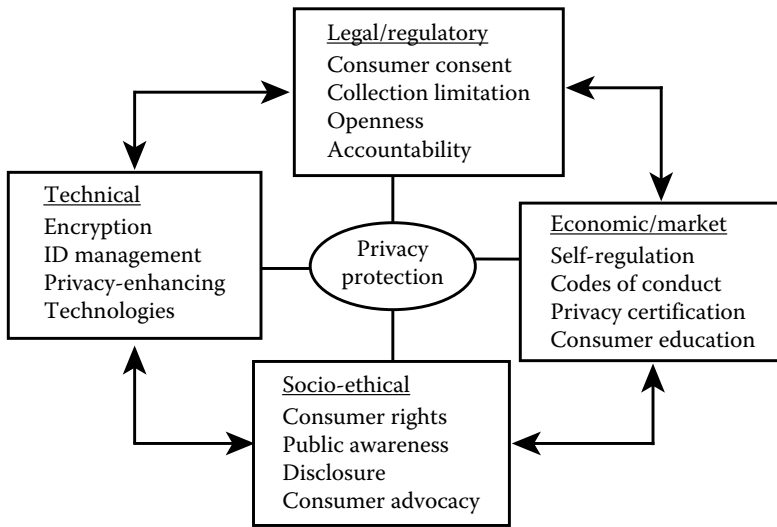 Legal/regulatory
Consumer consent
Collection limitation
Openness
Accountability
Technical
Encryption
ID management
Privacy-enhancing
Technologies
Privacy
protection
Economic/market
Self-regulation
Codes of conduct
Privacy certification
Consumer education
Socio-ethical
Consumer rights
Public awareness
Disclosure
Consumer advocacy